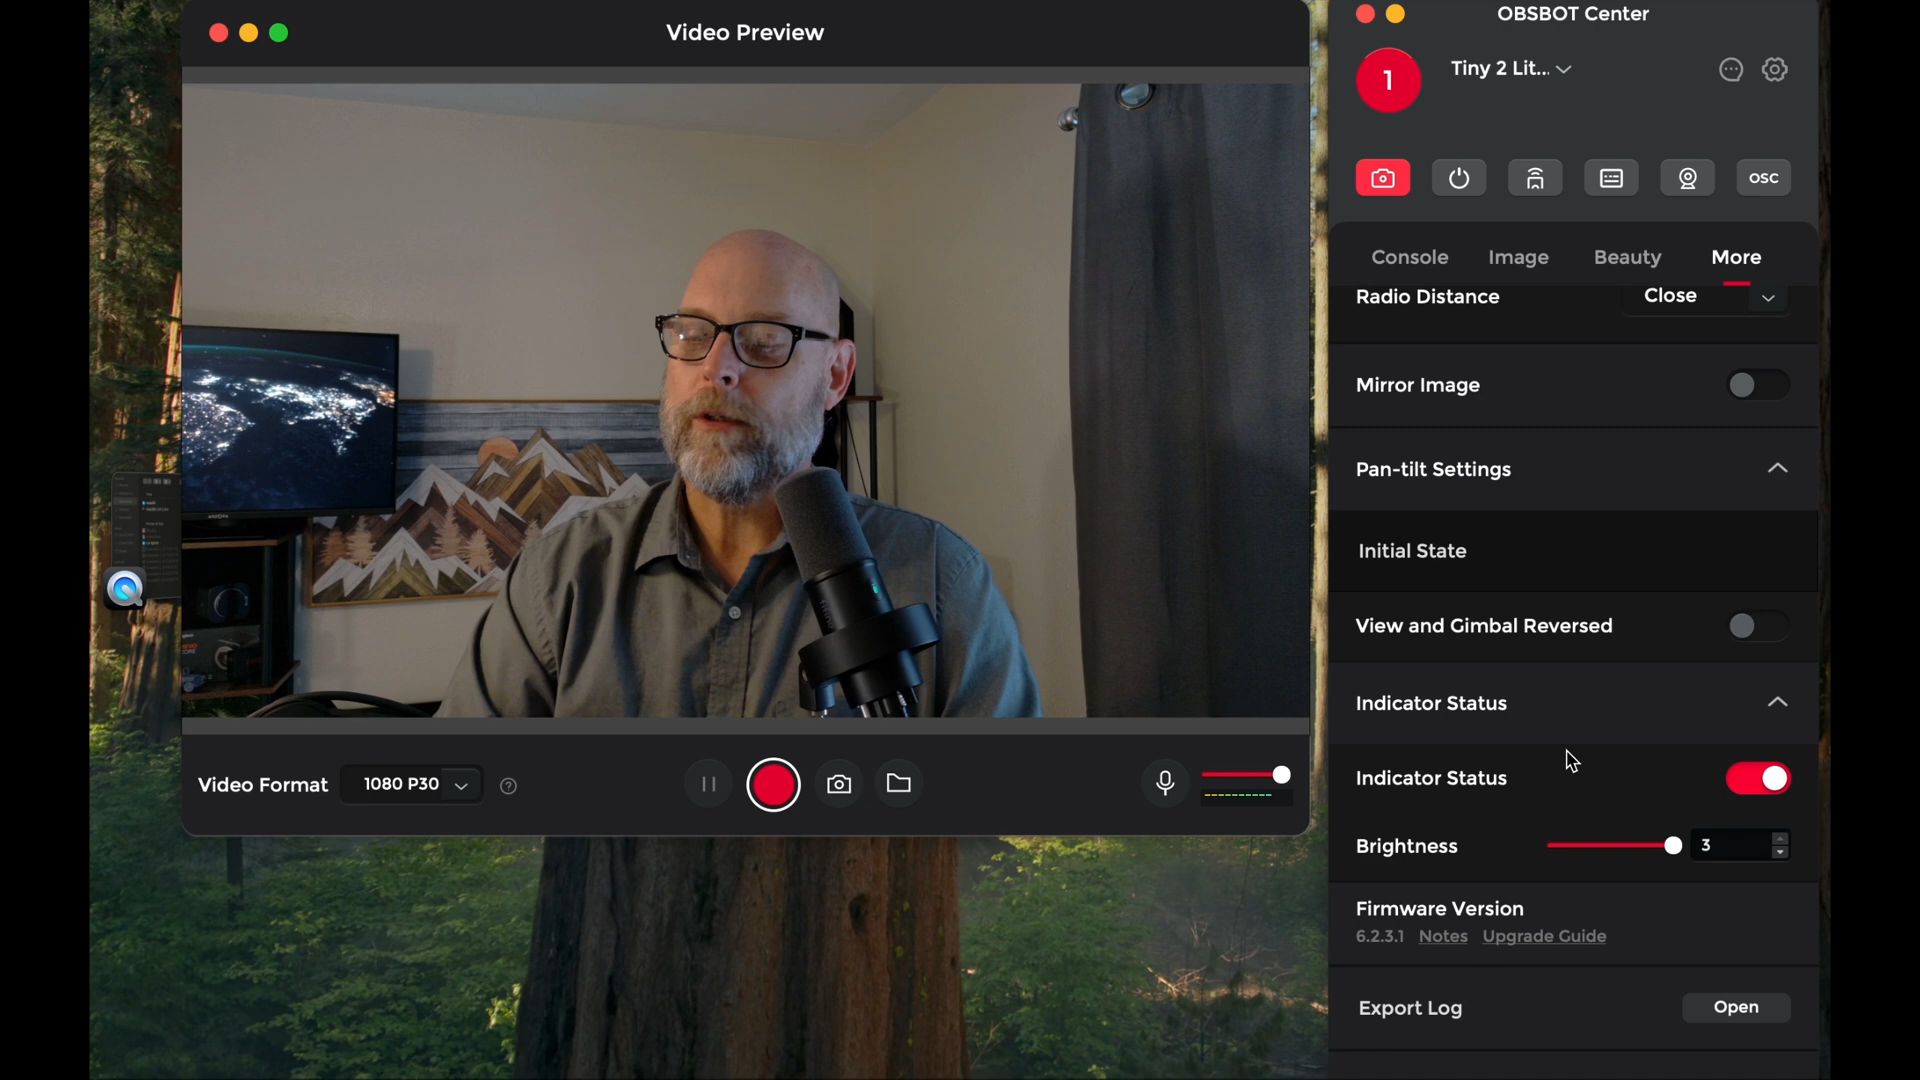 Video Preview
Video Format
1080 P30
OBSBOT Center
1
Tiny 2 Lit...
OSC
Console
Image
Beauty
More
Radio Distance
Close
Mirror Image
Pan-tilt Settings
Initial State
View and Gimbal Reversed
Indicator Status
Indicator Status
Brightness
3
Firmware Version
6.2.3.1 Notes Upgrade Guide
Export Log
Open